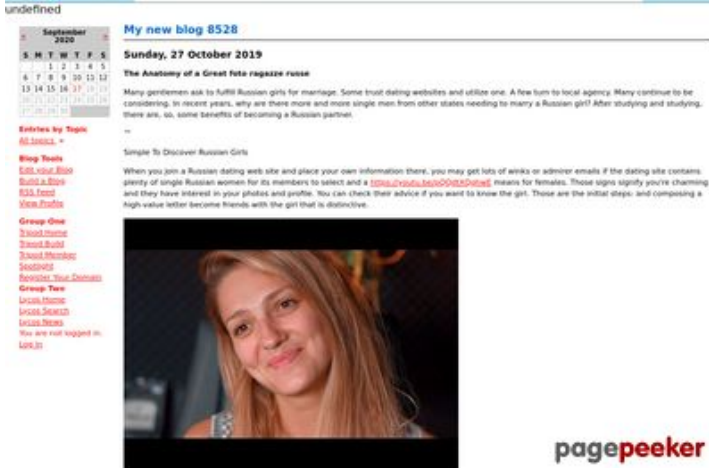 undefined
« September 2020 »
S M T W T F S
1 2 3 4 5
6 7 8 9 10 11 12
13 14 15 16 17 18 19
20 21 22 23 24 25 26
27 28 29 30
Entries by Topic
All topics «
Blog Tools
Edit your Blog
Build a Blog
RSS Feed
View Profile
Group One
Tripod Home
Tripod Build
Tripod Member
Spotlight
Register Your Domain
Group Two
Lycos Home
Lycos Search
Lycos News
You are not logged in.
Log in
My new blog 8528
Sunday, 27 October 2019
The Anatomy of a Great foto ragazze russe
Many gentlemen ask to fulfill Russian girls for marriage. Some trust dating websites and utilize one. A few turn to local agency. Many continue to be
considering. In recent years, why are there more and more single men from other states needing to marry a Russian girl? After studying and studying,
there are, so, some benefits of becoming a Russian partner.
Simple To Discover Russian Girls
When you join a Russian dating web site and place your own information there, you may get lots of winks or admirer emails if the dating site contains
plenty of single Russian women for its members to select and a means for females. Those signs signify you're charming
and they have interest in your photos and profile. You can check their advice if you want to know the girl. Those are the initial steps- and composing a
high-value letter become friends with the girl that is distinctive.
pagepeeker